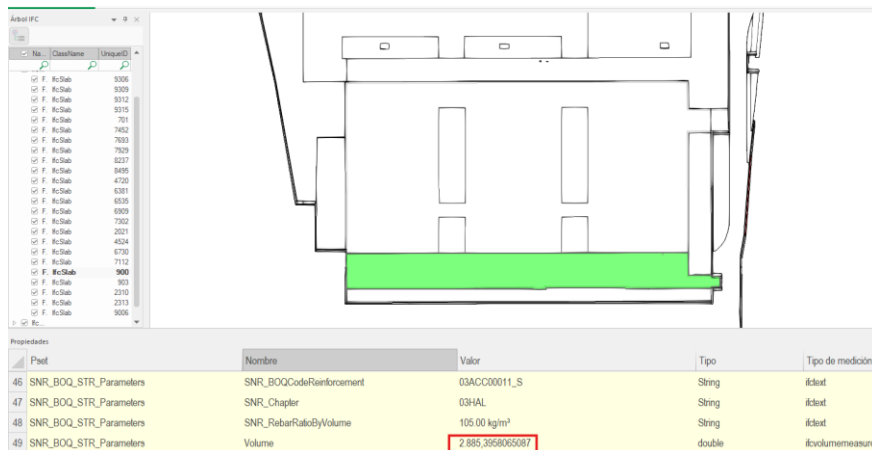 Árbol IFC
Na... ClassName UniqueID
F. IfcSlab 9306
F. IfcSlab 9309
F. IfcSlab 9312
F. IfcSlab 9315
F. IfcSlab 701
F. IfcSlab 7452
F. IfcSlab 7693
F. IfcSlab 7929
F. IfcSlab 8237
F. IfcSlab 8495
F. IfcSlab 4720
F. IfcSlab 6381
F. IfcSlab 6535
F. IfcSlab 6909
F. IfcSlab 7302
F. IfcSlab 2021
F. IfcSlab 4524
F. IfcSlab 6730
F. IfcSlab 7112
F. IfcSlab 900
F. IfcSlab 903
F. IfcSlab 2310
F. IfcSlab 2313
F. IfcSlab 9006
Ifc...
Propiedades
Pset Nombre Valor Tipo Tipo de medición
46 SNR_BOQ_STR_Parameters SNR_BOQCodeReinforcement 03ACC00011_S String ifctext
47 SNR_BOQ_STR_Parameters SNR_Chapter 03HAL String ifctext
48 SNR_BOQ_STR_Parameters SNR_RebarRatioByVolume 105.00 kg/m³ String ifctext
49 SNR_BOQ_STR_Parameters Volume 2.885,3958065087 double ifcvolumemeasure